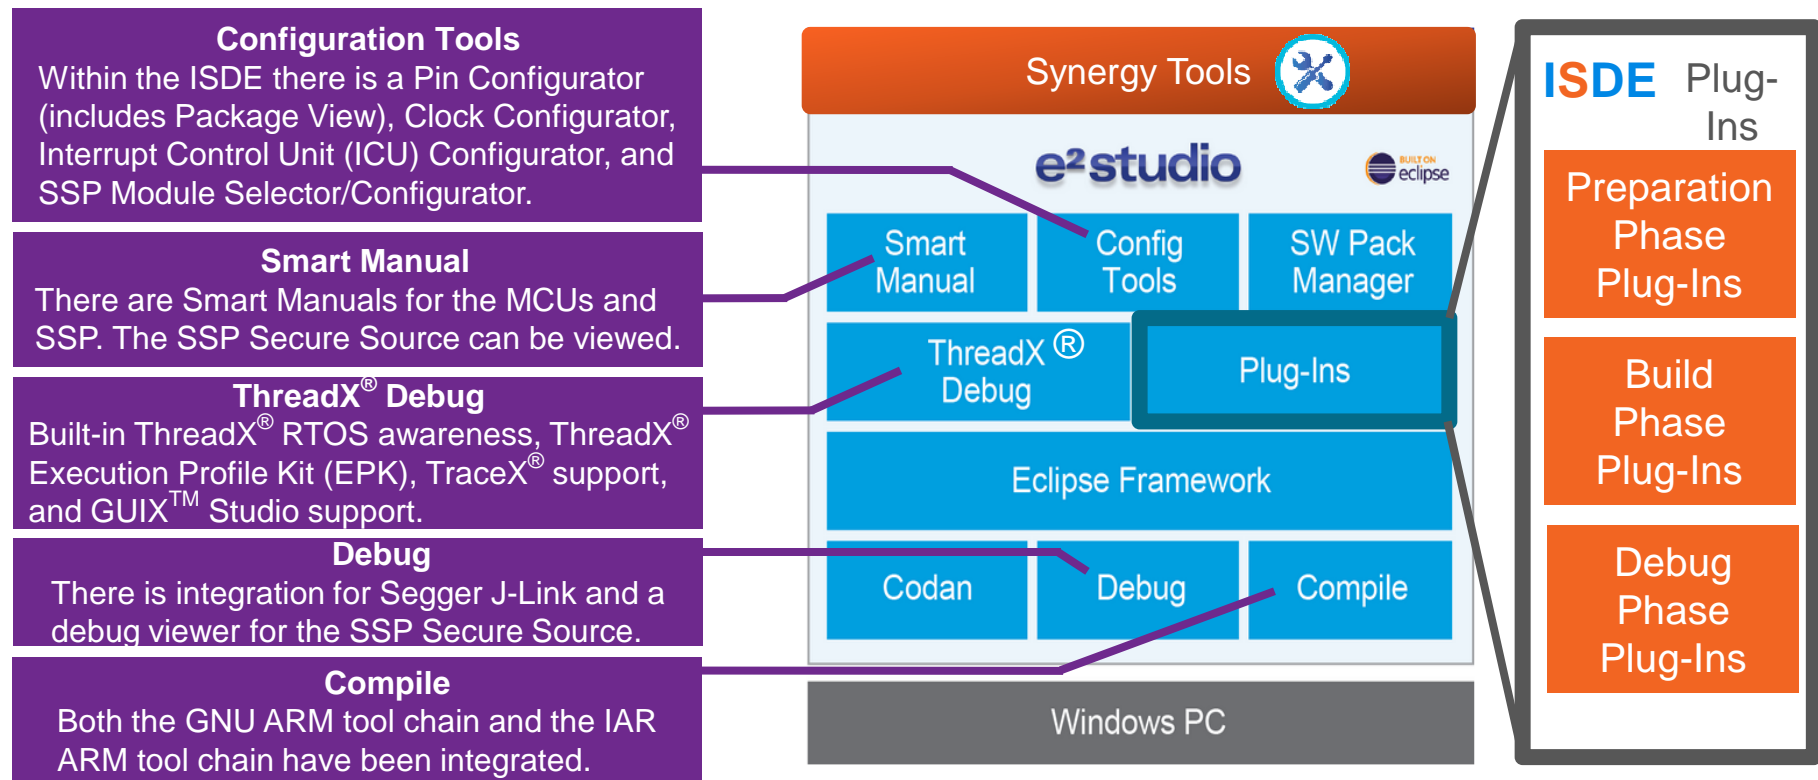 Configuration Tools
Within the ISDE there is a Pin Configurator
(includes Package View), Clock Configurator,
Interrupt Control Unit (ICU) Configurator, and
SSP Module Selector/Configurator.
Smart Manual
There are Smart Manuals for the MCUs and
SSP. The SSP Secure Source can be viewed.
ThreadX® Debug
Built-in ThreadX® RTOS awareness, ThreadX®
Execution Profile Kit (EPK), TraceX® support,
and GUIX™ Studio support.
Debug
There is integration for Segger J-Link and a
debug viewer for the SSP Secure Source.
Compile
Both the GNU ARM tool chain and the IAR
ARM tool chain have been integrated.
Synergy Tools
e² studio
BUILT ON
eclipse
Smart
Manual
Config
Tools
SW Pack
Manager
ThreadX ®
Debug
Plug-Ins
Eclipse Framework
Codan
Debug
Compile
Windows PC
ISDE Plug-
Ins
Preparation
Phase
Plug-Ins
Build
Phase
Plug-Ins
Debug
Phase
Plug-Ins